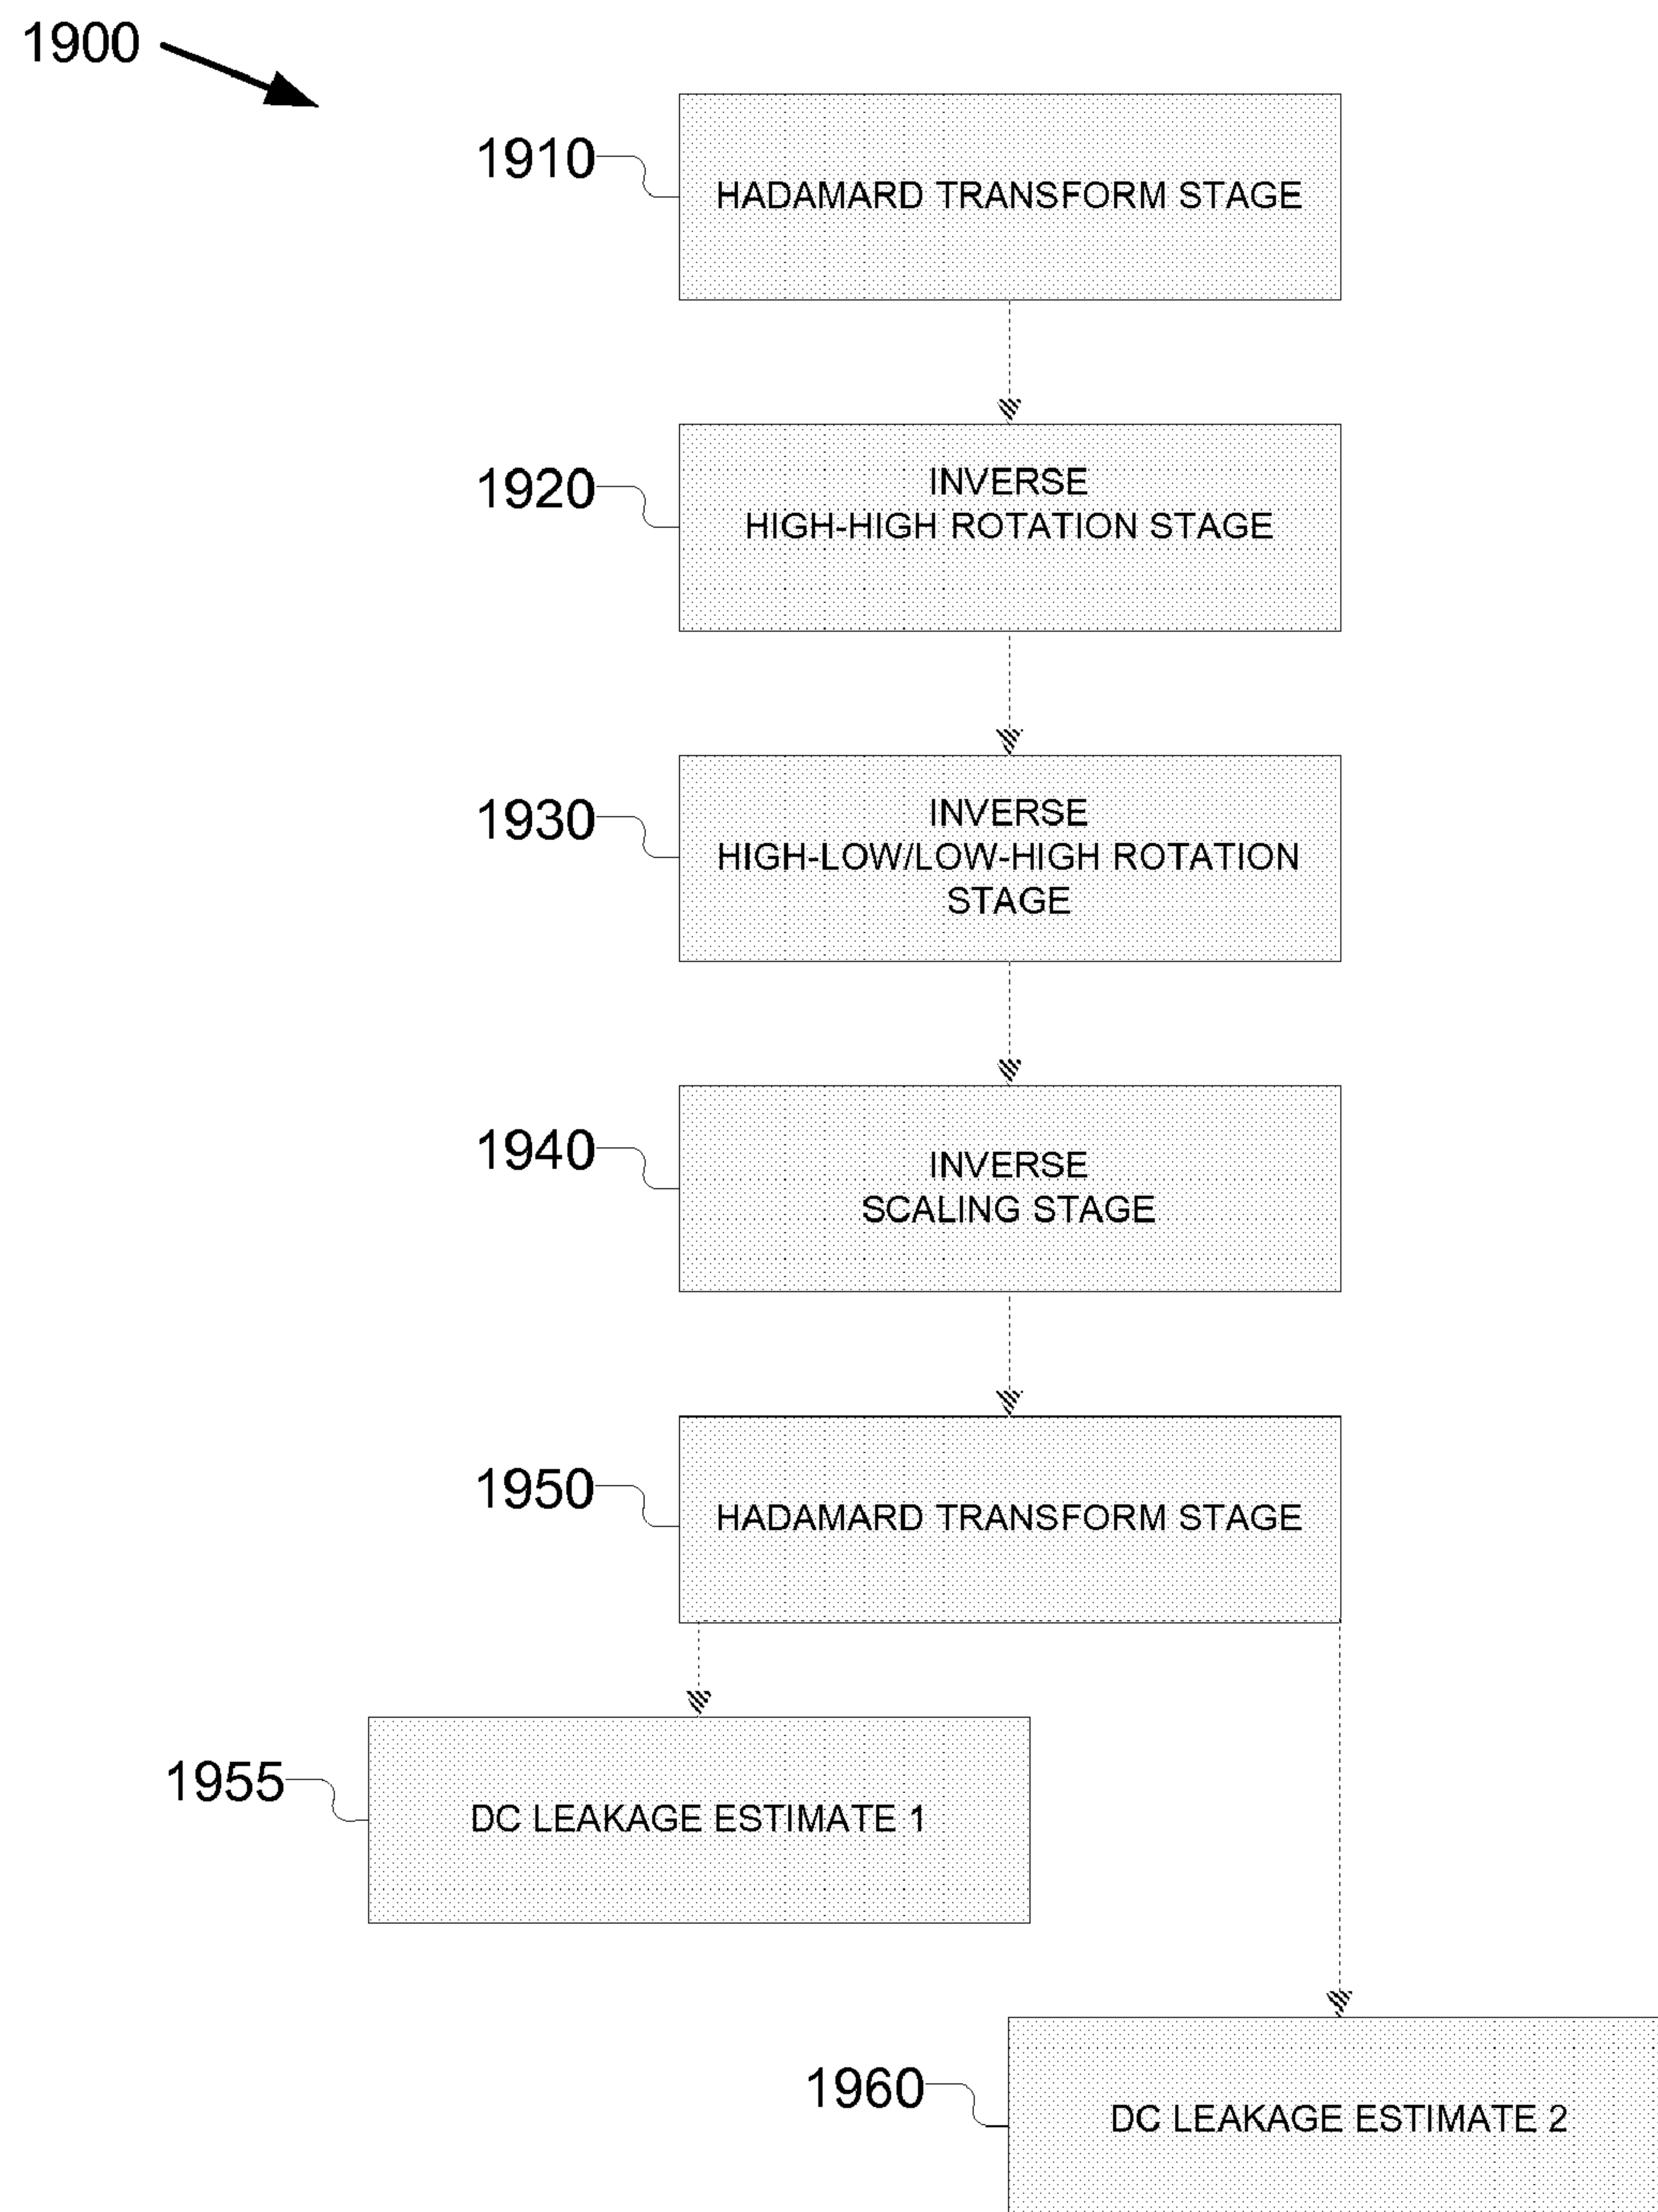 1900
1910
HADAMARD TRANSFORM STAGE
1920
INVERSE
HIGH-HIGH ROTATION STAGE
1930
INVERSE
HIGH-LOW/LOW-HIGH ROTATION
STAGE
1940
INVERSE
SCALING STAGE
1950
HADAMARD TRANSFORM STAGE
1955
DC LEAKAGE ESTIMATE 1
1960
DC LEAKAGE ESTIMATE 2